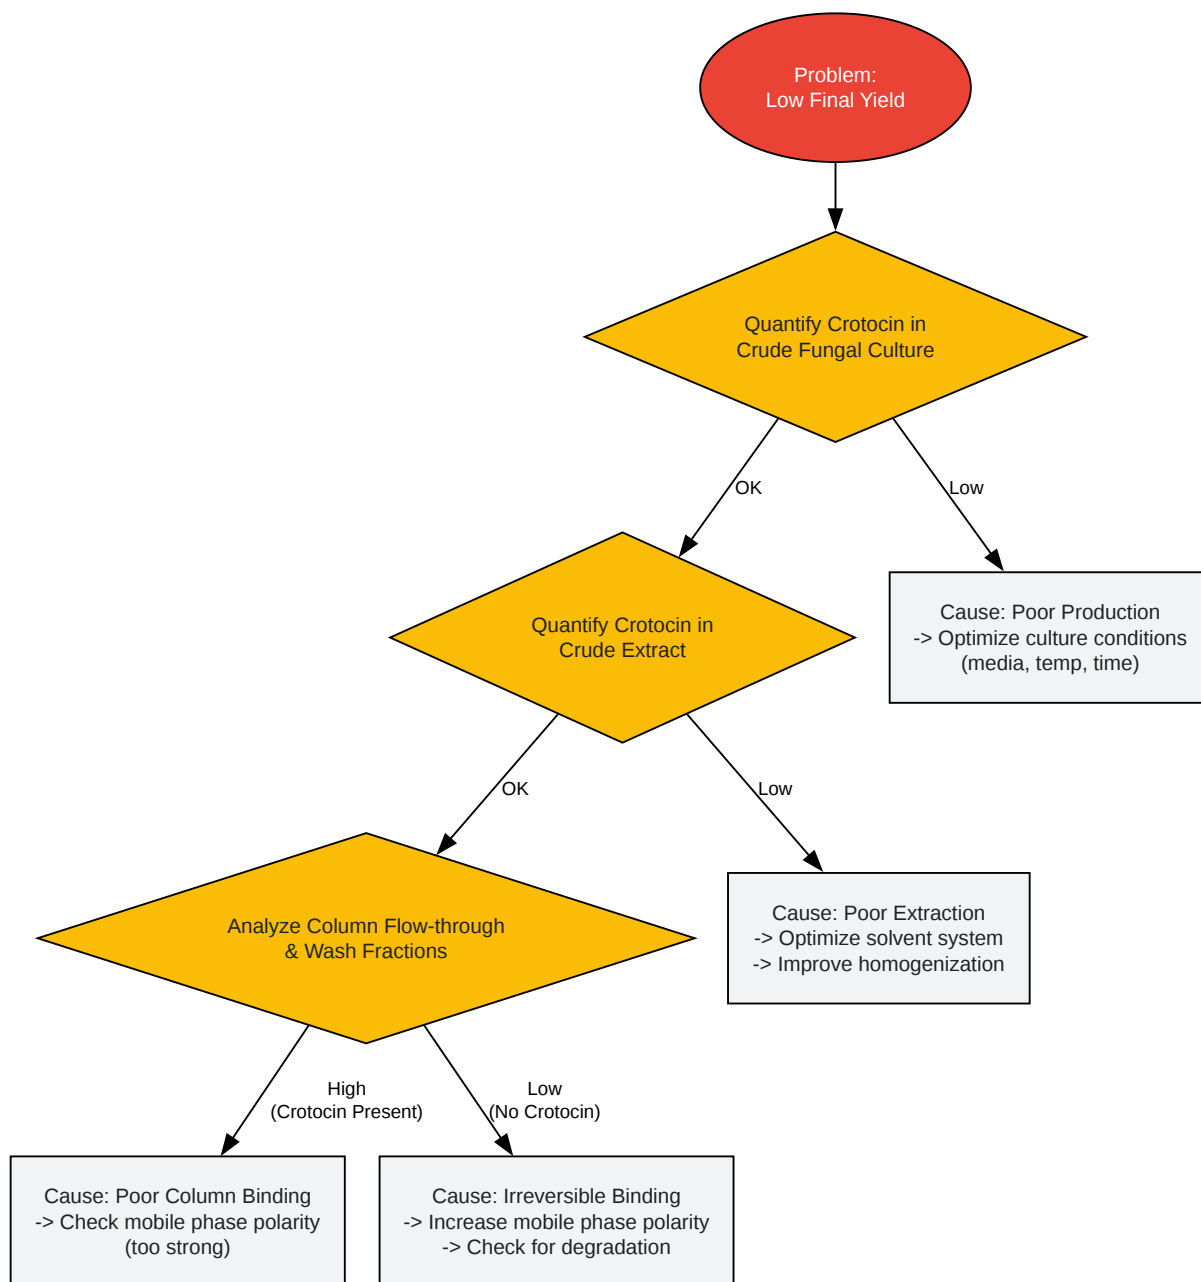 Problem:
Low Final Yield
Quantify Crotocin in
Crude Fungal Culture
OK
Low
Quantify Crotocin in
Crude Extract
Cause: Poor Production
-> Optimize culture conditions
(media, temp, time)
OK
Low
Analyze Column Flow-through
& Wash Fractions
Cause: Poor Extraction
-> Optimize solvent system
-> Improve homogenization
High
(Crotocin Present)
Low
(No Crotocin)
Cause: Poor Column Binding
-> Check mobile phase polarity
(too strong)
Cause: Irreversible Binding
-> Increase mobile phase polarity
-> Check for degradation